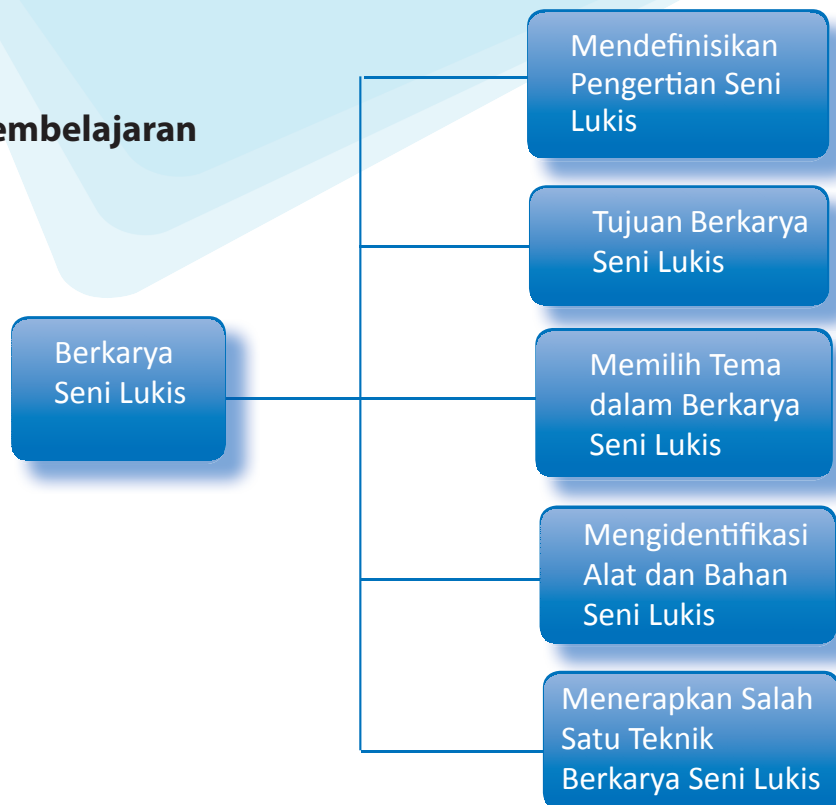 embelajaran
Berkarya
Seni Lukis
Mendefinisikan
Pengertian Seni
Lukis
Tujuan Berkarya
Seni Lukis
Memilih Tema
dalam Berkarya
Seni Lukis
Mengidentifikasi
Alat dan Bahan
Seni Lukis
Menerapkan Salah
Satu Teknik
Berkarya Seni Lukis